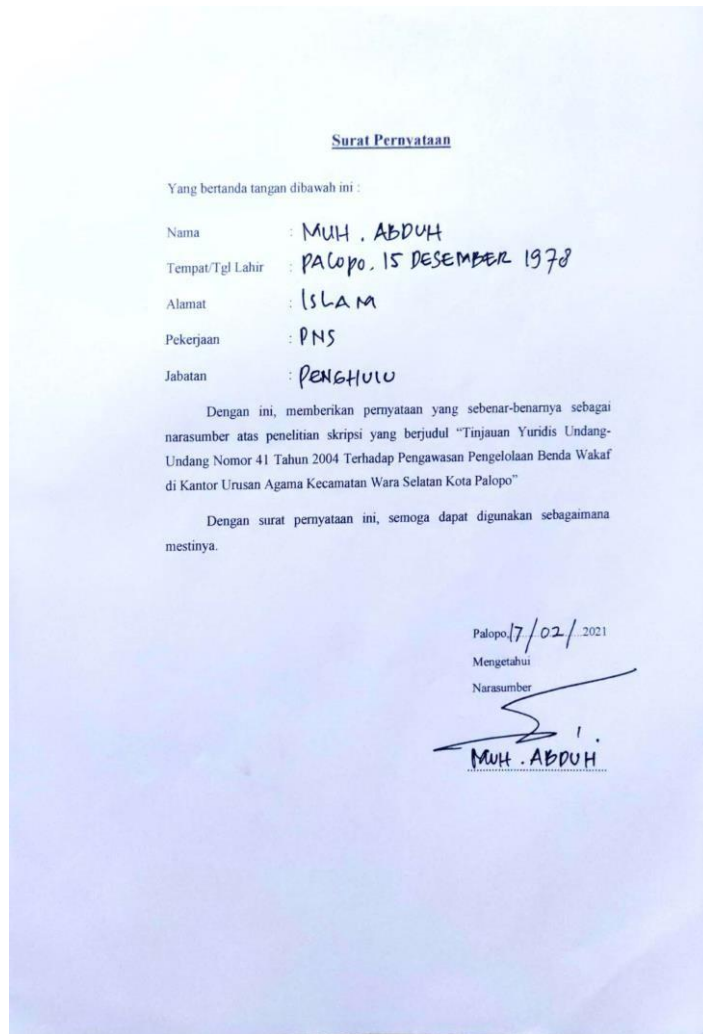 Surat Pernyataan
Yang bertanda tangan dibawah ini :
Nama : MUH . ABDUH
Tempat/Tgl Lahir : PALOPO, 15 DESEMBER 1978
Alamat : ISLAM
Pekerjaan : PNS
Jabatan : PENGHULU
Dengan ini, memberikan pernyataan yang sebenar-benarnya sebagai
narasumber atas penelitian skripsi yang berjudul “Tinjauan Yuridis Undang-
Undang Nomor 41 Tahun 2004 Terhadap Pengawasan Pengelolaan Benda Wakaf
di Kantor Urusan Agama Kecamatan Wara Selatan Kota Palopo”
Dengan surat pernyataan ini, semoga dapat digunakan sebagaimana
mestinya.
Palopo, 17/02/2021
Mengetahui
Narasumber
MUH . ABDUH